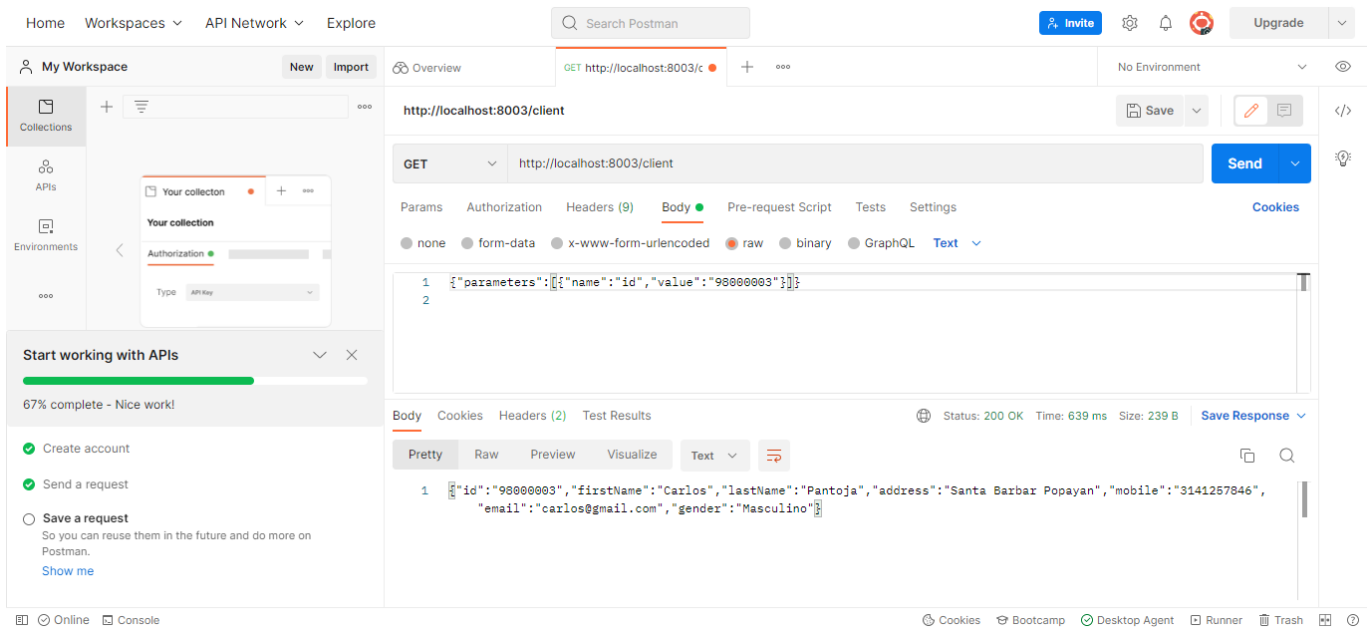 Home Workspaces API Network Explore Search Postman Invite Upgrade
My Workspace New Import
Overview GET http://localhost:8003/c No Environment
Collections
APIs
Environments
Your collecton
Your collection
Authorization
Type API Key
http://localhost:8003/client Save
GET http://localhost:8003/client Send
Params Authorization Headers (9) Body Pre-request Script Tests Settings Cookies
none form-data x-www-form-urlencoded raw binary GraphQL Text
1 {"parameters":[{"name":"id","value":"98000003"}]}
2
Start working with APIs
67% complete - Nice work!
Create account
Send a request
Save a request
So you can reuse them in the future and do more on
Postman.
Show me
Body Cookies Headers (2) Test Results Status: 200 OK Time: 639 ms Size: 239 B Save Response
Pretty Raw Preview Visualize Text
1 {"id":"98000003","firstName":"Carlos","lastName":"Pantoja","address":"Santa Barbar Popayan","mobile":"3141257846",
"email":"carlos@gmail.com","gender":"Masculino"}
Online Console Cookies Bootcamp Desktop Agent Runner Trash